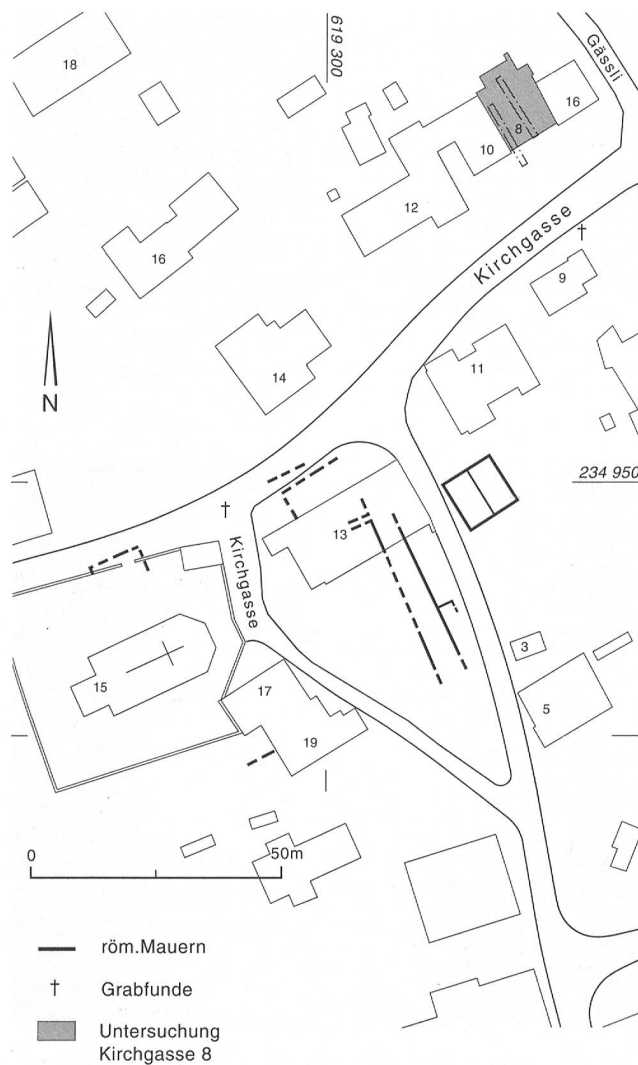 18
619 300
Gässli
16
8
10
12
16
Kirchgasse
†
9
14
11
N
234 950
†
13
Kirchgasse
15
17
19
3
5
0
50m
röm.Mauern
† Grabfunde
Untersuchung
Kirchgasse 8